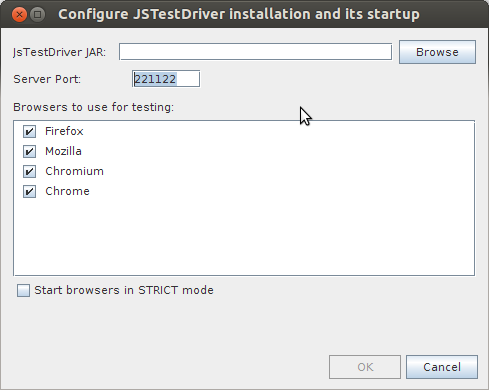 Configure JSTestDriver installation and its startup
JsTestDriver JAR:
Browse
Server Port:
221122
Browsers to use for testing:
Firefox
Mozilla
Chromium
Chrome
Start browsers in STRICT mode
OK
Cancel